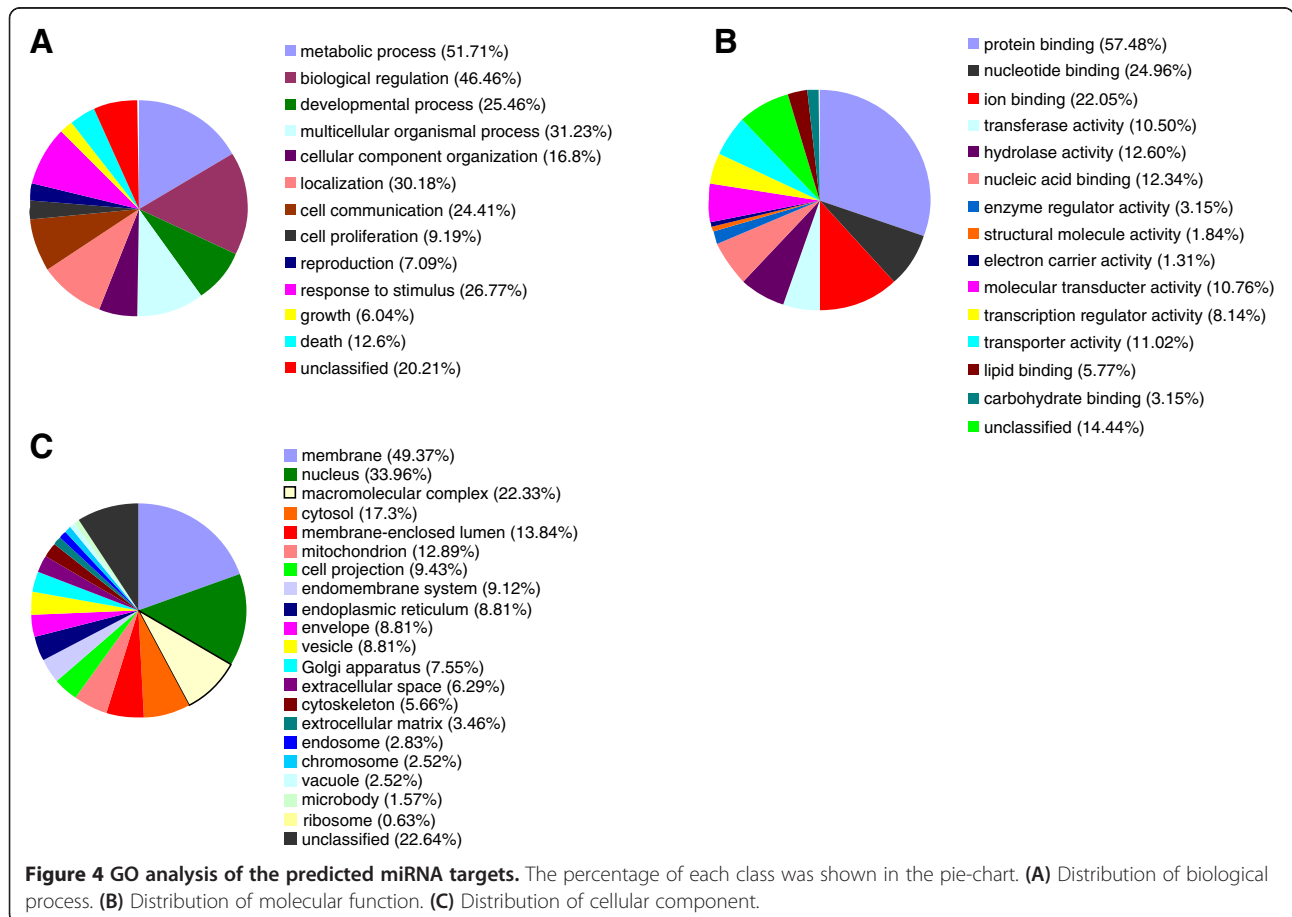 A
metabolic process (51.71%)
biological regulation (46.46%)
developmental process (25.46%)
multicellular organismal process (31.23%)
cellular component organization (16.8%)
localization (30.18%)
cell communication (24.41%)
cell proliferation (9.19%)
reproduction (7.09%)
response to stimulus (26.77%)
growth (6.04%)
death (12.6%)
unclassified (20.21%)
B
protein binding (57.48%)
nucleotide binding (24.96%)
ion binding (22.05%)
transferase activity (10.50%)
hydrolase activity (12.60%)
nucleic acid binding (12.34%)
enzyme regulator activity (3.15%)
structural molecule activity (1.84%)
electron carrier activity (1.31%)
molecular transducter activity (10.76%)
transcription regulator activity (8.14%)
transporter activity (11.02%)
lipid binding (5.77%)
carbohydrate binding (3.15%)
unclassified (14.44%)
C
membrane (49.37%)
nucleus (33.96%)
macromolecular complex (22.33%)
cytosol (17.3%)
membrane-enclosed lumen (13.84%)
mitochondrion (12.89%)
cell projection (9.43%)
endomembrane system (9.12%)
endoplasmic reticulum (8.81%)
envelope (8.81%)
vesicle (8.81%)
Golgi apparatus (7.55%)
extracellular space (6.29%)
cytoskeleton (5.66%)
extrocellular matrix (3.46%)
endosome (2.83%)
chromosome (2.52%)
vacuole (2.52%)
microbody (1.57%)
ribosome (0.63%)
unclassified (22.64%)
Figure 4 GO analysis of the predicted miRNA targets. The percentage of each class was shown in the pie-chart. (A) Distribution of biological
process. (B) Distribution of molecular function. (C) Distribution of cellular component.